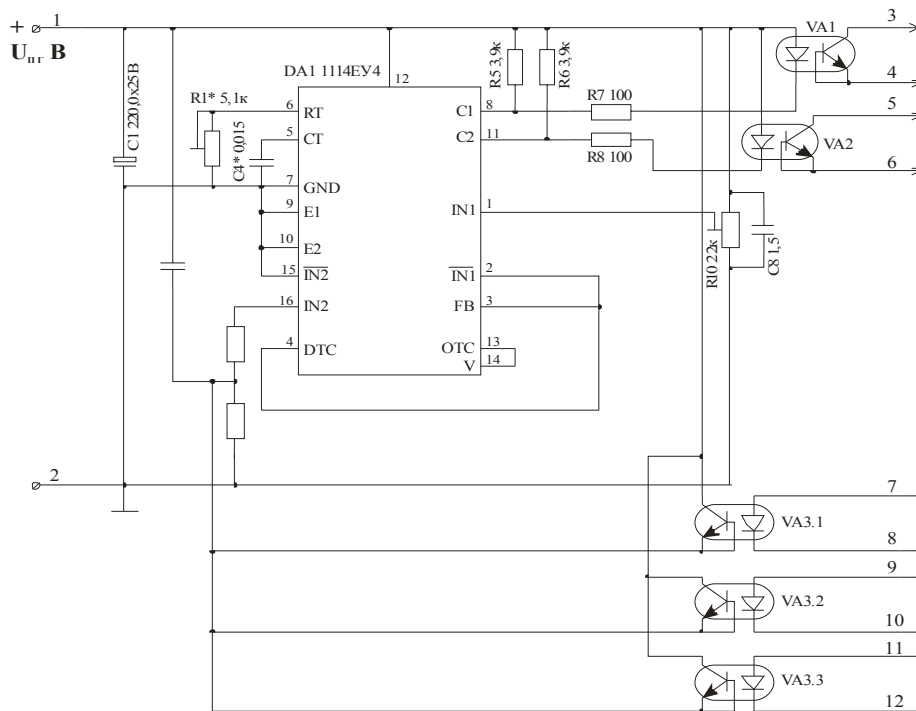 + 1
U В
3
VA1
4
5
VA2
6
DA1 1114ЕУ4
12
R5 3,9к
R6 3,9к
C1 220,0х25В
R1* 5,1к
C4* 0,015
6 RT
5 CT
7 GND
9 E1
10 E2
15 IN2
16 IN2
4 DTC
C1 8
C2 11
IN1 1
IN1 2
FB 3
OTC 13
V 14
R7 100
R8 100
R10 22к
C8 1,5
2
7
VA3.1
8
9
VA3.2
10
11
VA3.3
12